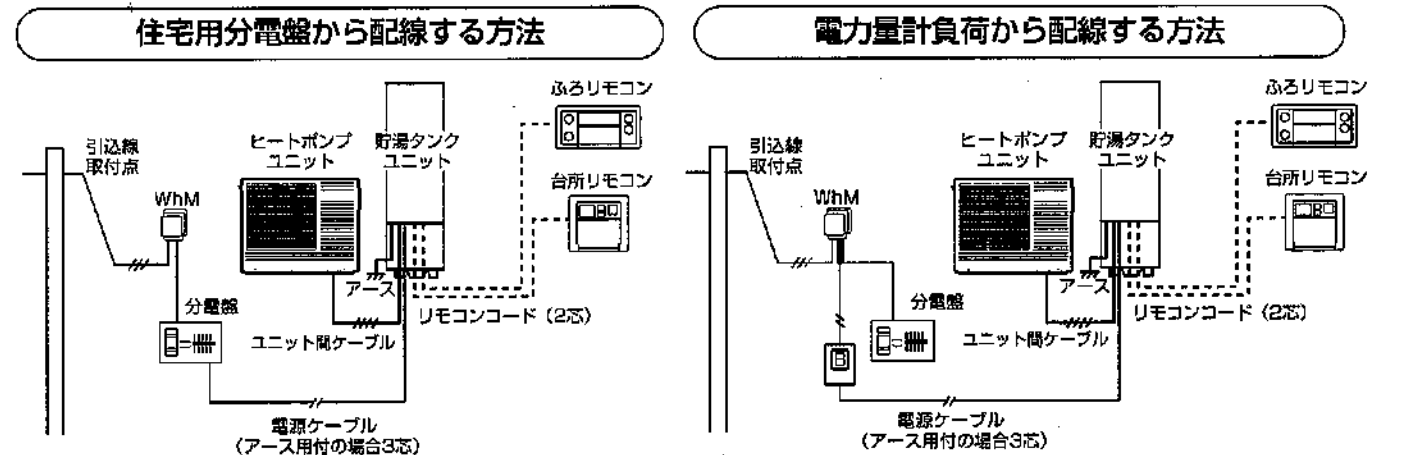 住宅用分電盤から配線する方法
ふろリモコン
ヒートポンプ
ユニット
貯湯タンク
ユニット
引込線
取付点
台所リモコン
WhM
アース
分電盤
リモコンコード（2芯）
ユニット間ケーブル
電源ケーブル
（アース用付の場合3芯）
電力量計負荷から配線する方法
ふろリモコン
ヒートポンプ
ユニット
貯湯タンク
ユニット
引込線
取付点
台所リモコン
WhM
アース
分電盤
リモコンコード（2芯）
ユニット間ケーブル
B
電源ケーブル
（アース用付の場合3芯）